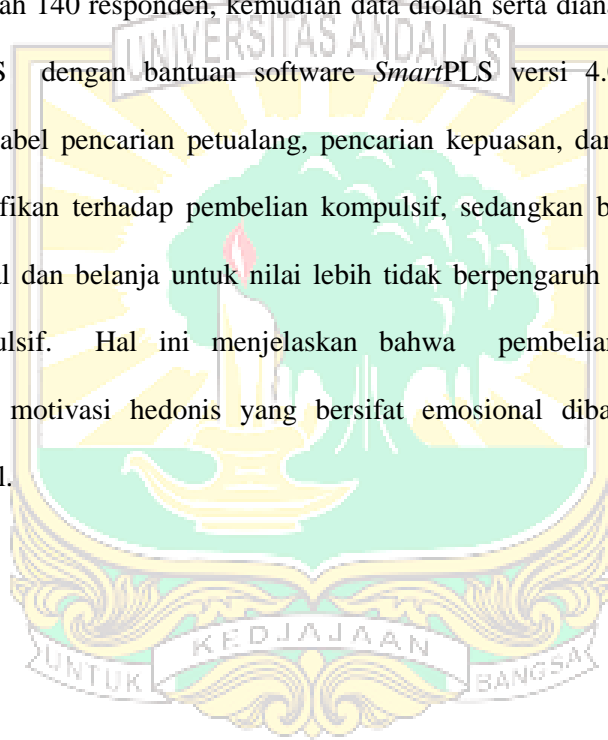 ah 140 responden, kemudian data diolah serta diana
UNIVERSITAS ANDALAS
S dengan bantuan software SmartPLS versi 4.
abel pencarian petualang, pencarian kepuasan, dan
fikan terhadap pembelian kompulsif, sedangkan b
l dan belanja untuk nilai lebih tidak berpengaruh
ulsif. Hal ini menjelaskan bahwa pembelian
motivasi hedonis yang bersifat emosional diba
l.
UNTUK KEDJAJAAN BANGSA